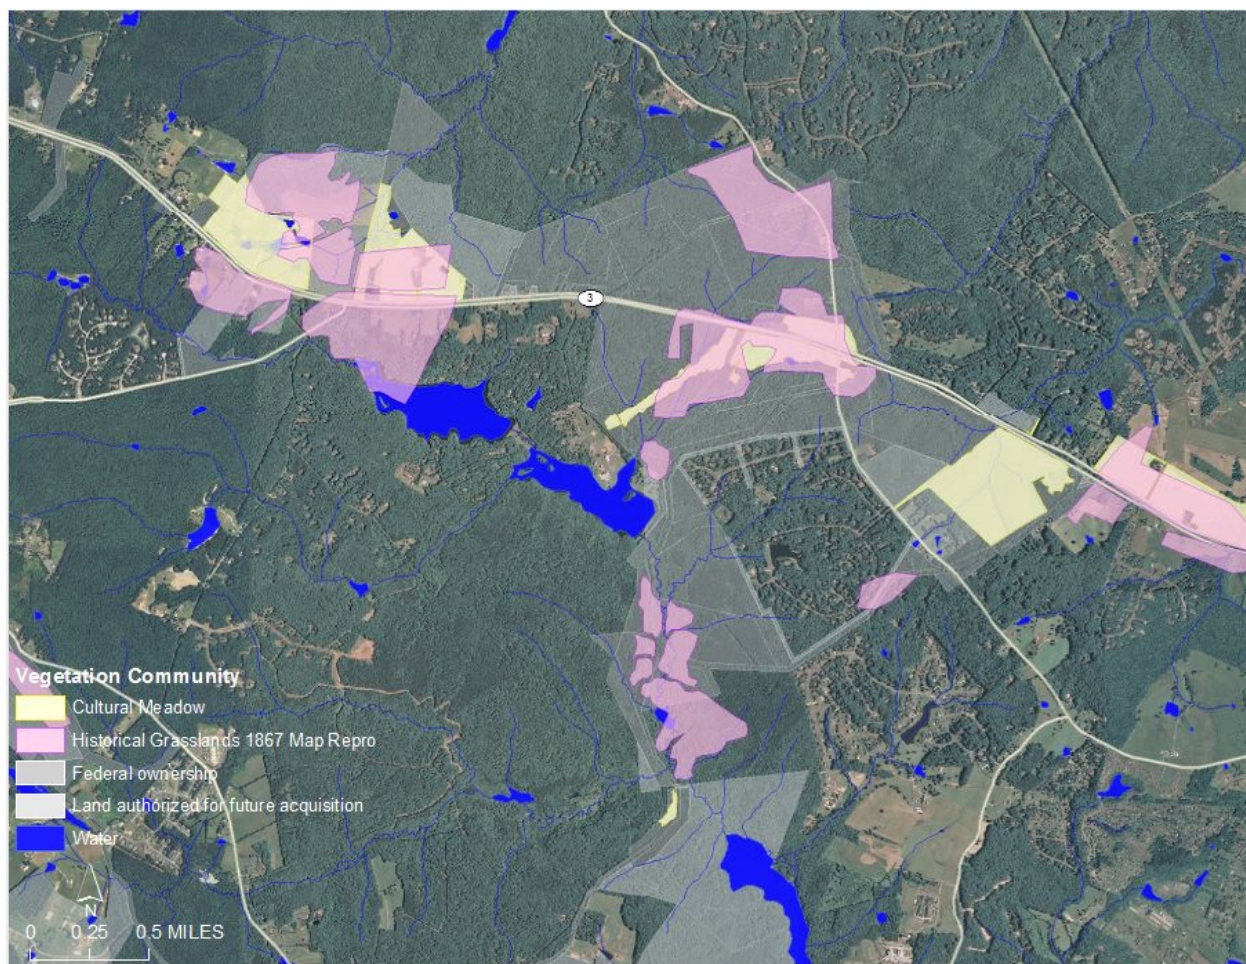 3
Vegetation Community
Cultural Meadow
Historical Grasslands 1867 Map Repro
Federal ownership
Land authorized for future acquisition
Water
N
0 0.25 0.5 MILES